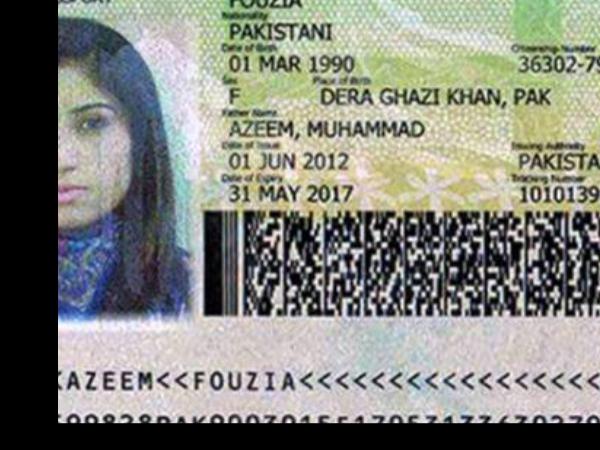 FOUZIA
Nationality
PAKISTANI
Date of Birth Citizenship Number
01 MAR 1990 36302-79
Sex Place of Birth
F DERA GHAZI KHAN, PAK
Father Name
AZEEM, MUHAMMAD
Date of Issue Issuing Authority
01 JUN 2012 PAKISTA
Date of Expiry Tracking Number
31 MAY 2017 1010139
KAZEEM<<FOUZIA<<<<<<<<<<<<<<<<<<